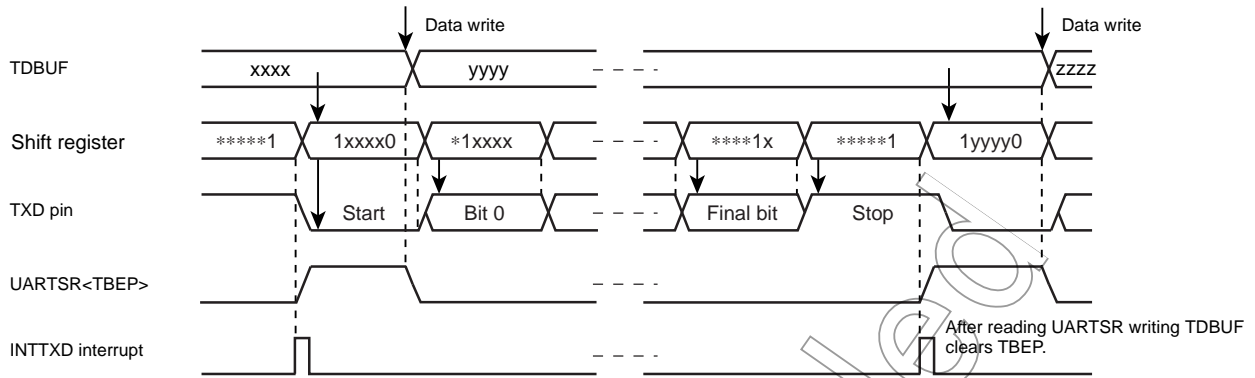 Data write Data write
TDBUF xxxx yyyy zzzz
Shift register *****1 1xxxx0 *1xxxx ****1x *****1 1yyyy0
TXD pin Start Bit 0 Final bit Stop
UARTSR<TBEP>
After reading UARTSR writing TDBUF
INTTXD interrupt clears TBEP.